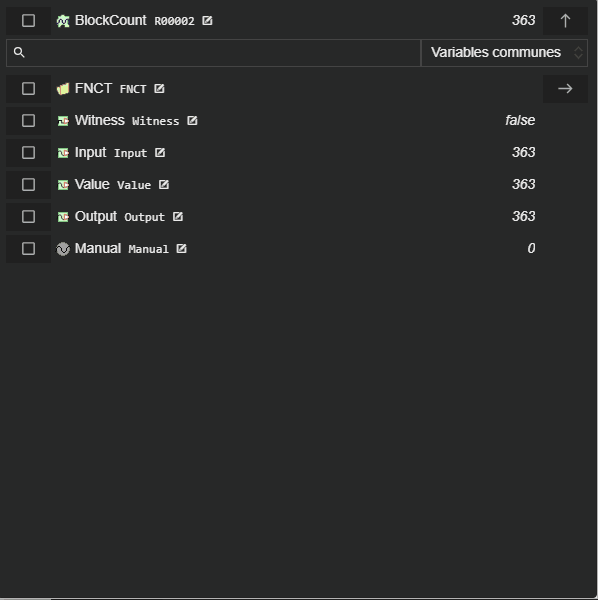 BlockCount R00002 363
Variables communes
FNCT FNCT
Witness Witness false
Input Input 363
Value Value 363
Output Output 363
Manual Manual 0